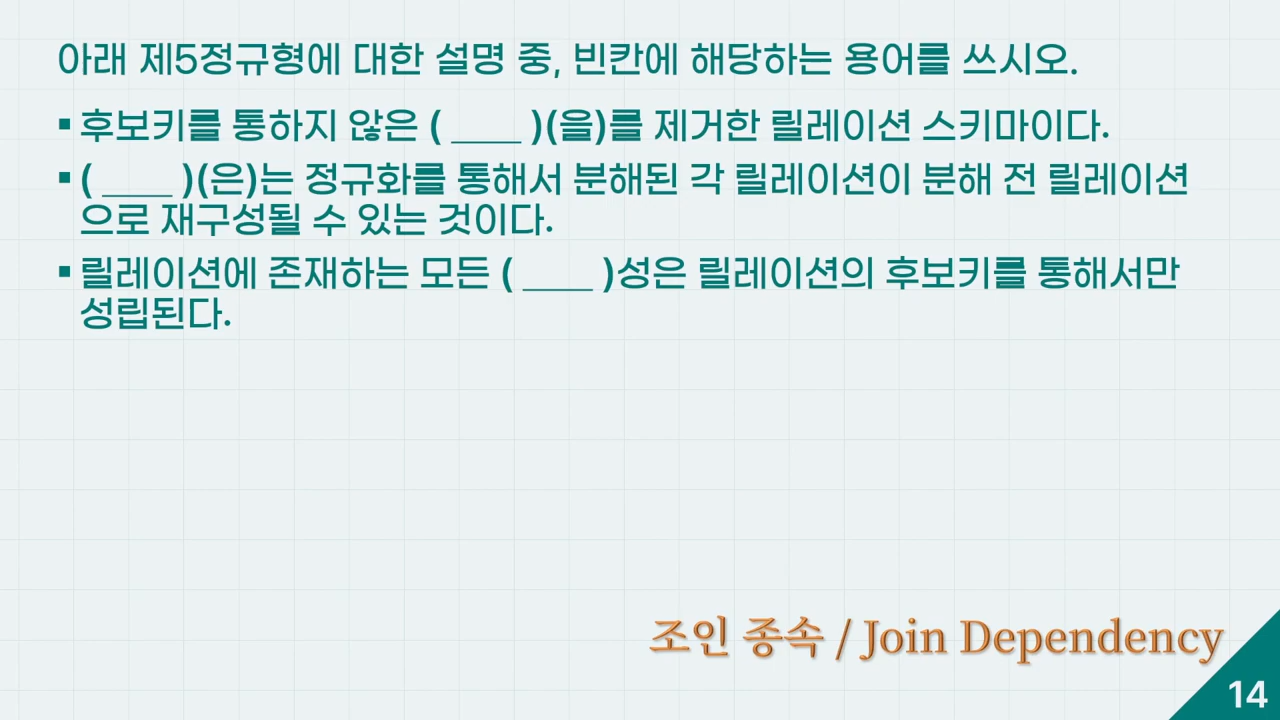 아래 제5정규형에 대한 설명 중, 빈칸에 해당하는 용어를 쓰시오.
▪ 후보키를 통하지 않은 ( ____ )(을)를 제거한 릴레이션 스키마이다.
▪ ( ____ )(은)는 정규화를 통해서 분해된 각 릴레이션이 분해 전 릴레이션
으로 재구성될 수 있는 것이다.
▪ 릴레이션에 존재하는 모든 ( ____ )성은 릴레이션의 후보키를 통해서만
성립된다.
조인 종속 / Join Dependency
14